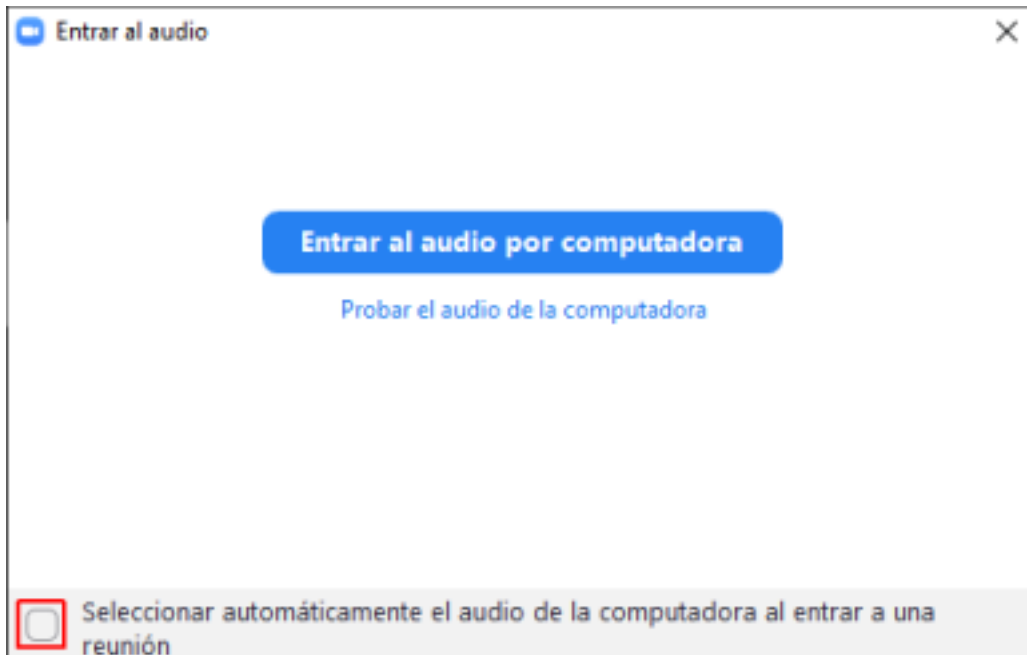 Entrar al audio
Entrar al audio por computadora
Probar el audio de la computadora
Seleccionar automáticamente el audio de la computadora al entrar a una
reunión